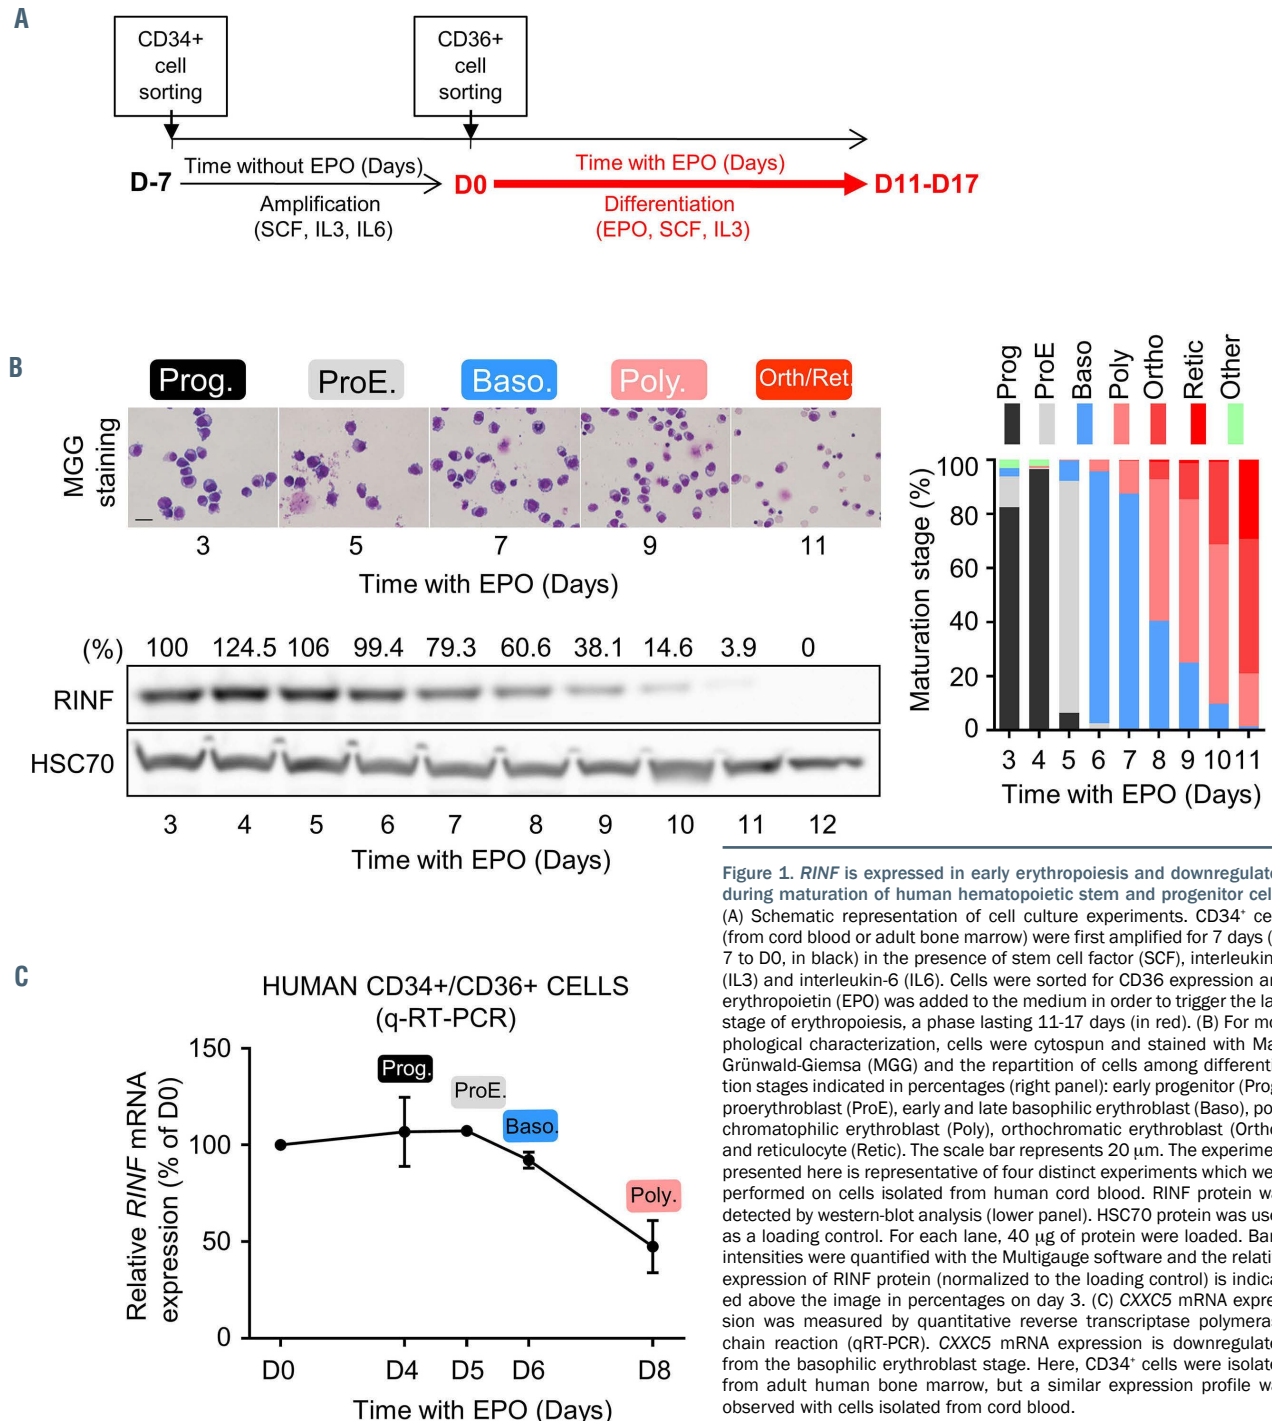 A
CD34+
cell
sorting
CD36+
cell
sorting
Time without EPO (Days)
Time with EPO (Days)
D-7
D0
D11-D17
Amplification
(SCF, IL3, IL6)
Differentiation
(EPO, SCF, IL3)
B
Prog.
ProE.
Baso.
Poly.
Orth/Ret.
MGG
staining
3 5 7 9 11
Time with EPO (Days)
(%) 100 124.5 106 99.4 79.3 60.6 38.1 14.6 3.9 0
RINF
HSC70
3 4 5 6 7 8 9 10 11 12
Time with EPO (Days)
Prog ProE Baso Poly Ortho Retic Other
Maturation stage (%)
100
80
60
40
20
0
3 4 5 6 7 8 9 10 11
Time with EPO (Days)
C
HUMAN CD34+/CD36+ CELLS
(q-RT-PCR)
Relative RINF mRNA
expression (% of D0)
150
100
50
0
Prog.
ProE.
Baso.
Poly.
D0 D4 D5 D6 D8
Time with EPO (Days)
Figure 1. RINF is expressed in early erythropoiesis and downregulate
during maturation of human hematopoietic stem and progenitor cel
(A) Schematic representation of cell culture experiments. CD34⁺ ce
(from cord blood or adult bone marrow) were first amplified for 7 days (
7 to D0, in black) in the presence of stem cell factor (SCF), interleukin
(IL3) and interleukin-6 (IL6). Cells were sorted for CD36 expression an
erythropoietin (EPO) was added to the medium in order to trigger the la
stage of erythropoiesis, a phase lasting 11-17 days (in red). (B) For mo
phological characterization, cells were cytospun and stained with Ma
Grünwald-Giemsa (MGG) and the repartition of cells among differenti
tion stages indicated in percentages (right panel): early progenitor (Prog
proerythroblast (ProE), early and late basophilic erythroblast (Baso), po
chromatophilic erythroblast (Poly), orthochromatic erythroblast (Ortho
and reticulocyte (Retic). The scale bar represents 20 μm. The experime
presented here is representative of four distinct experiments which we
performed on cells isolated from human cord blood. RINF protein wa
detected by western-blot analysis (lower panel). HSC70 protein was use
as a loading control. For each lane, 40 μg of protein were loaded. Ban
intensities were quantified with the Multigauge software and the relati
expression of RINF protein (normalized to the loading control) is indica
ed above the image in percentages on day 3. (C) CXXC5 mRNA expre
sion was measured by quantitative reverse transcriptase polymera
chain reaction (qRT-PCR). CXXC5 mRNA expression is downregulate
from the basophilic erythroblast stage. Here, CD34⁺ cells were isolate
from adult human bone marrow, but a similar expression profile wa
observed with cells isolated from cord blood.